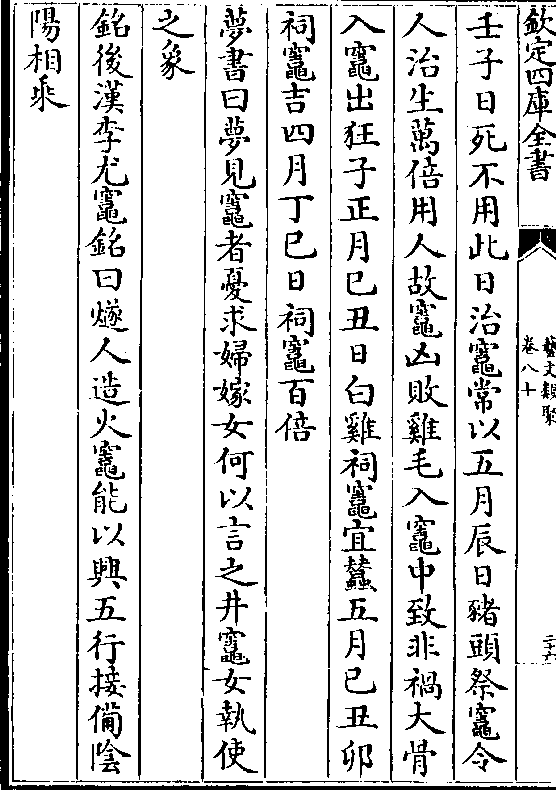 欽定四庫全書
藝文類聚
卷八十
二十六
壬子日死不用此日治竈常以五月辰日豬頭祭竈令
人治生萬倍用人故竈凶敗雞毛入竈中致非禍大骨
入竈出狂子正月巳丑日白雞祠竈宜蠶五月巳丑卯
祠竈吉四月丁巳日祠竈百倍
夢書曰夢見竈者憂求婦嫁女何以言之井竈女執使
之象
銘後漢李尤竈銘曰燧人造火竈能以興五行接備陰
陽相乘